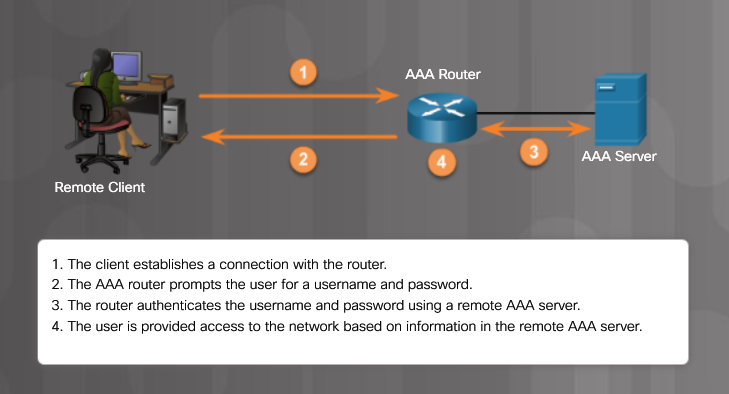 1
AAA Router
2
4
3
AAA Server
Remote Client
1. The client establishes a connection with the router.
2. The AAA router prompts the user for a username and password.
3. The router authenticates the username and password using a remote AAA server.
4. The user is provided access to the network based on information in the remote AAA server.